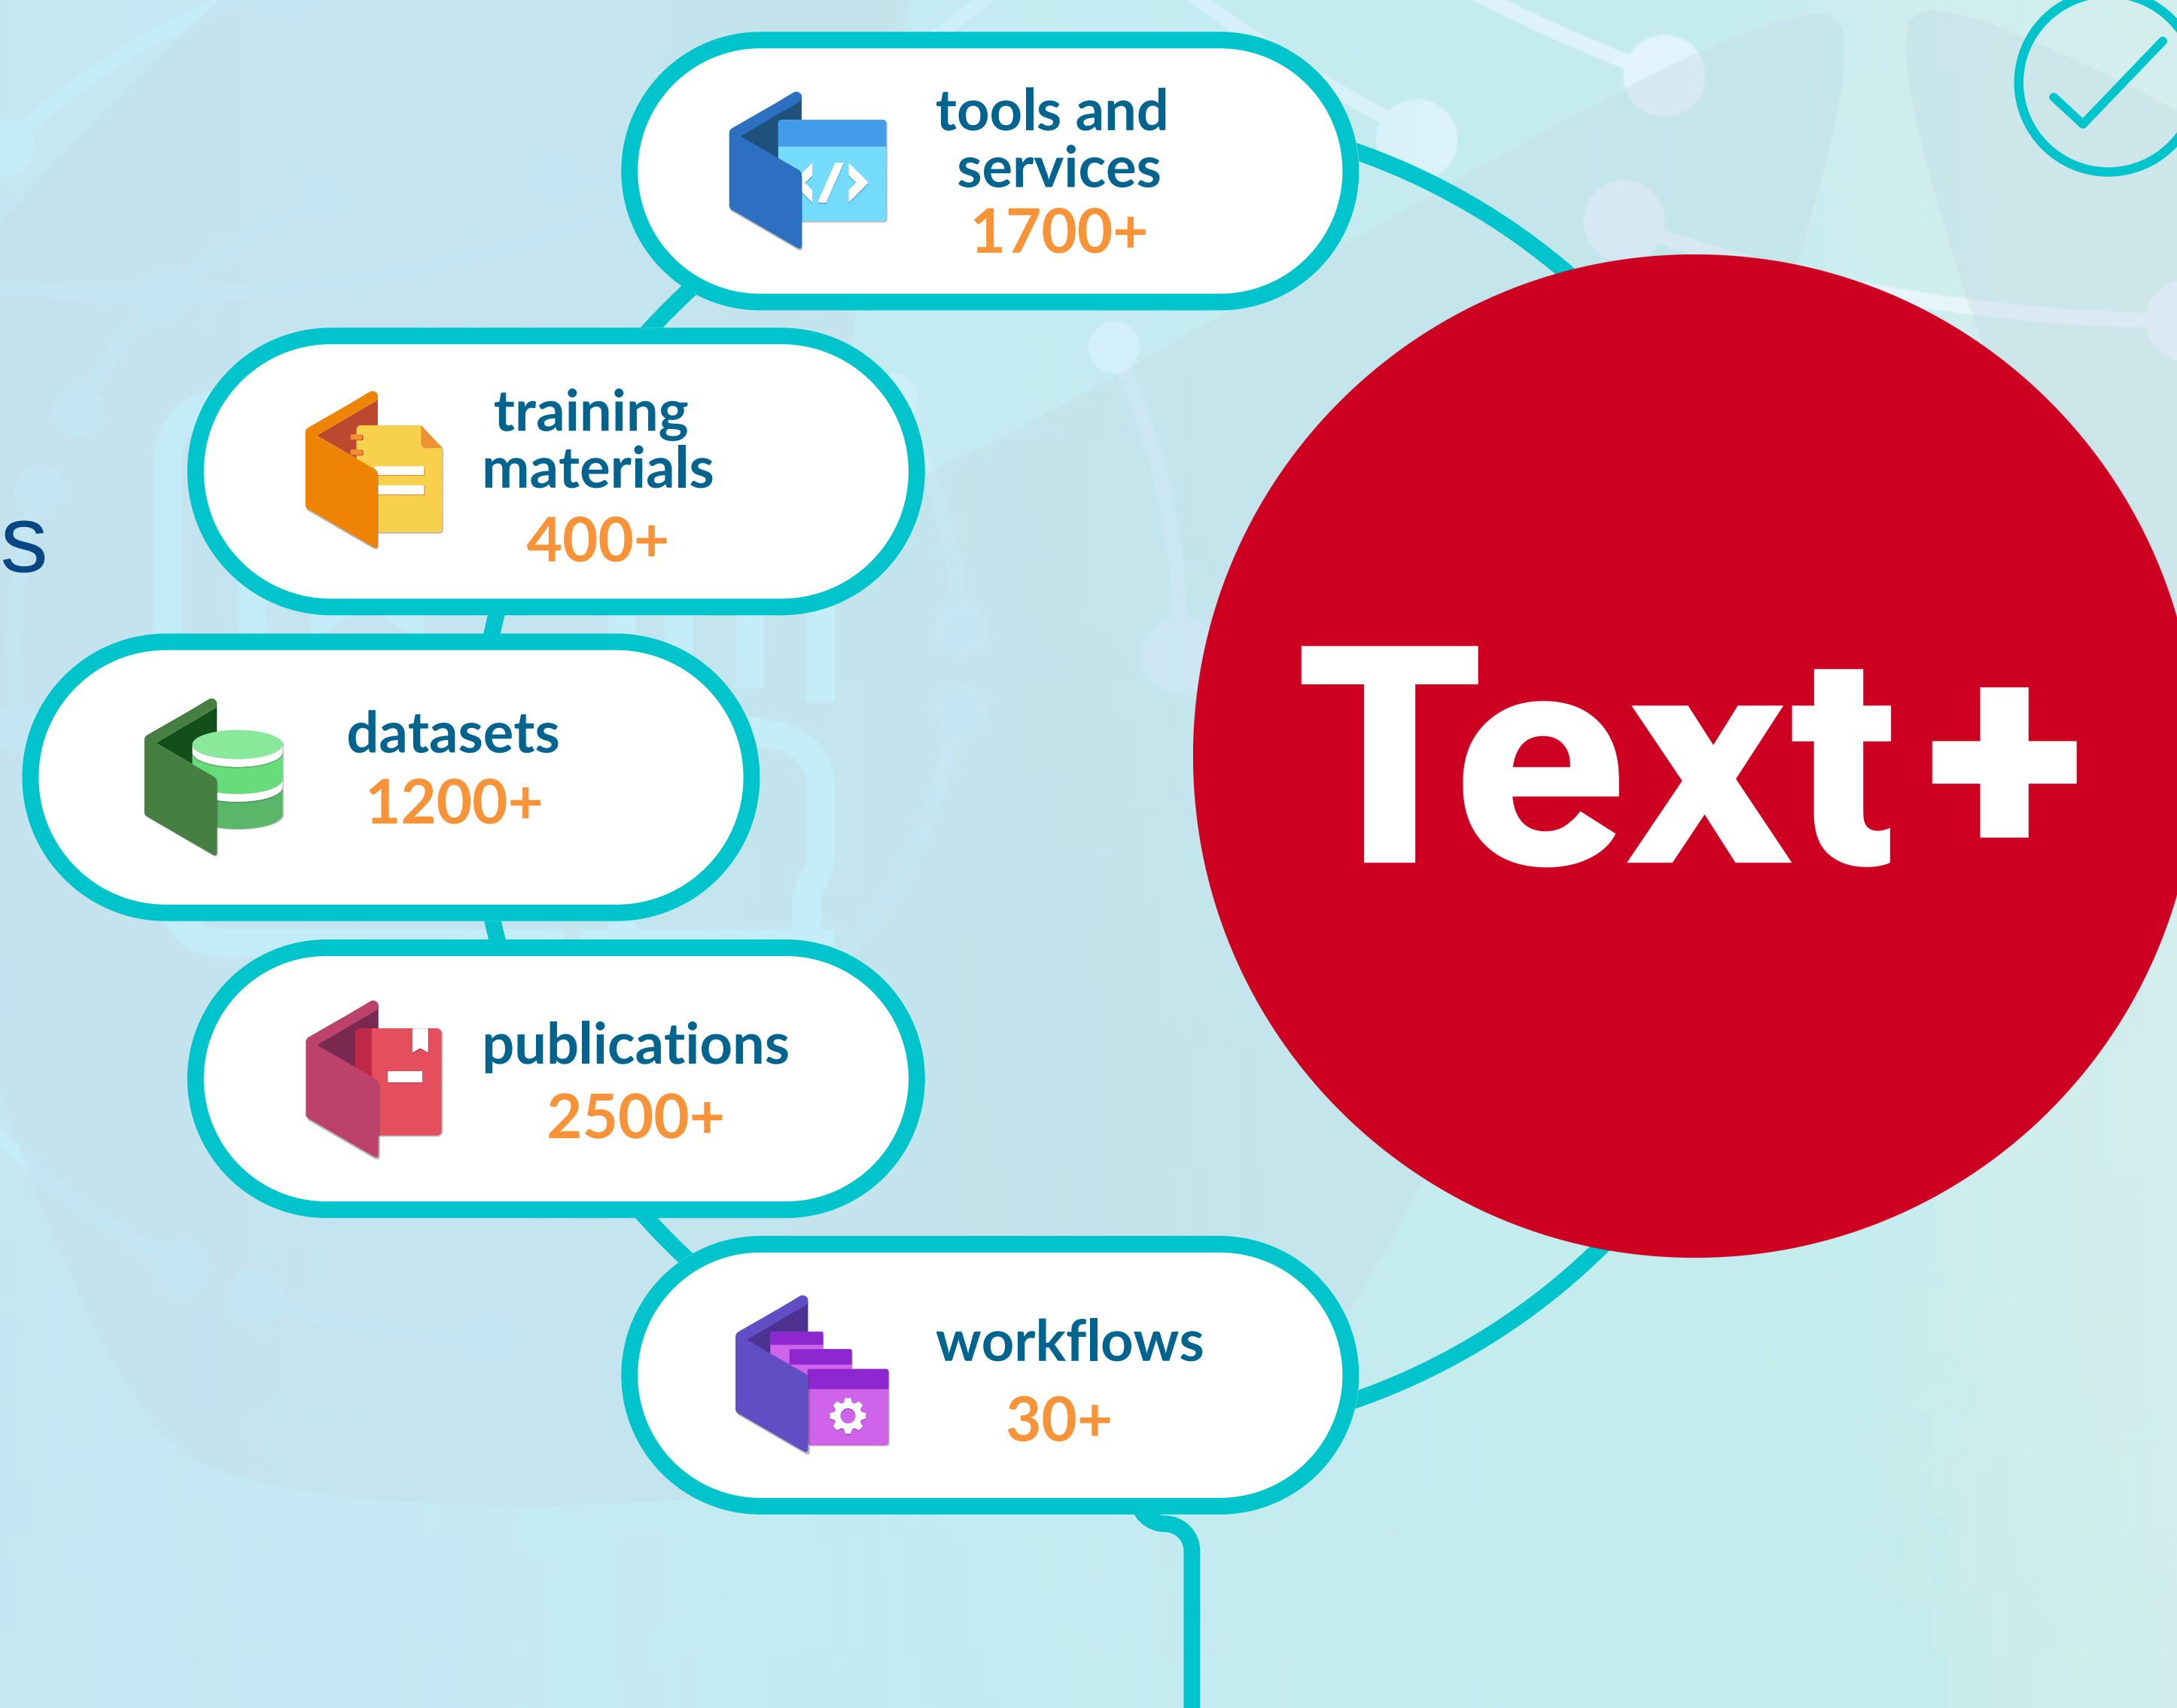 tools and
services
1700+
training
materials
400+
s
datasets
1200+
Text+
publications
2500+
workflows
30+